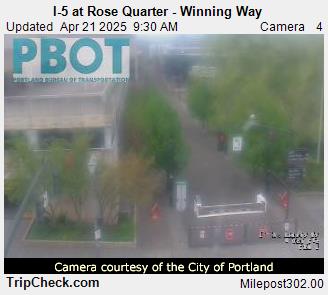 I-5 at Rose Quarter - Winning Way
Updated Apr 21 2025 9:30 AM Camera 4
PBOT
PORTLAND BUREAU OF TRANSPORTATION
Camera courtesy of the City of Portland
TripCheck.com Milepost302.00